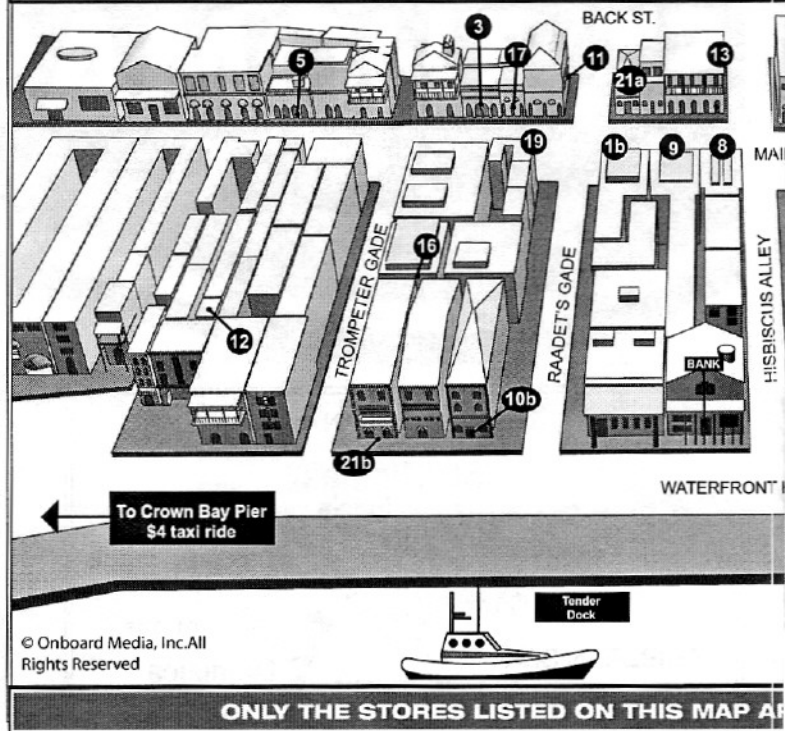 BACK ST.
3
17
5
11
21a
13
19
1b
9
8
MAI
16
TROMPETER GADE
RAADET'S GADE
HISBISCUS ALLEY
12
BANK
10b
21b
WATERFRONT
To Crown Bay Pier
$4 taxi ride
Tender
Dock
© Onboard Media, Inc.All
Rights Reserved
ONLY THE STORES LISTED ON THIS MAP